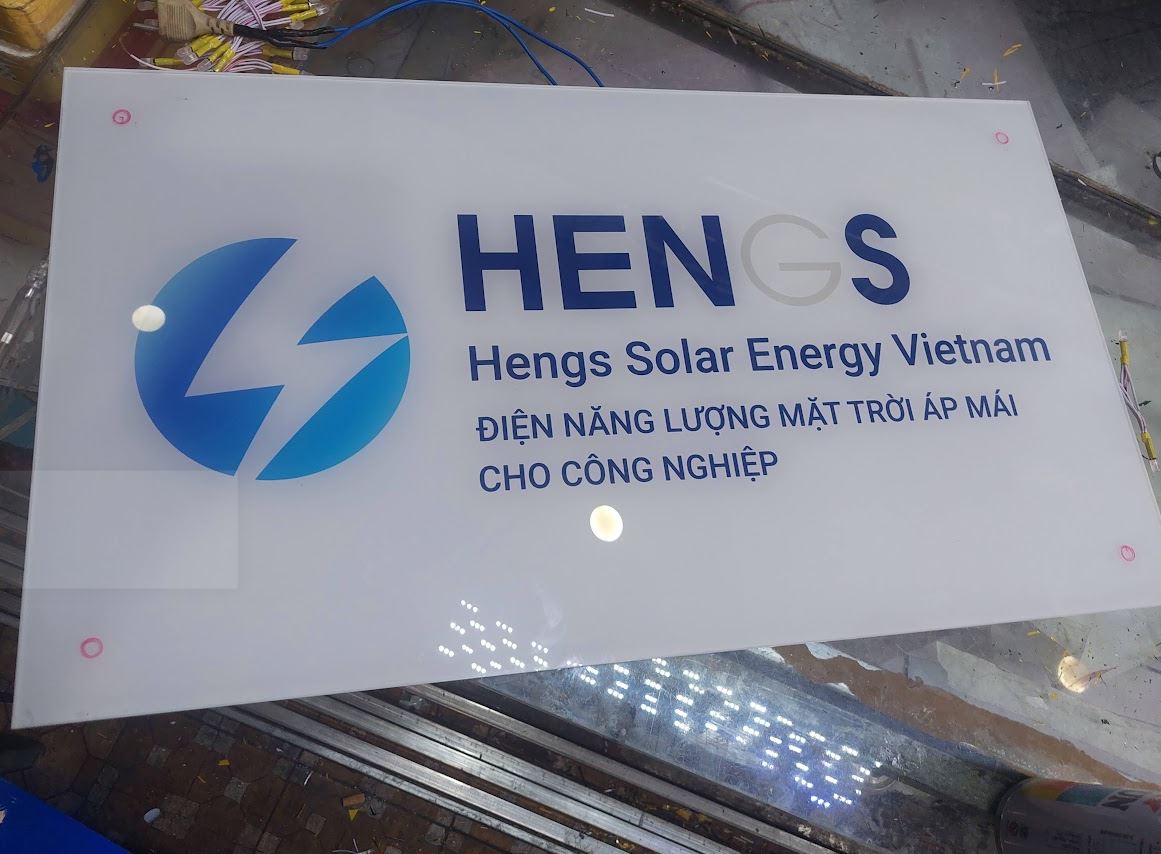 HENGS
Hengs Solar Energy Vietnam
ĐIỆN NĂNG LƯỢNG MẶT TRỜI ÁP MÁI
CHO CÔNG NGHIỆP